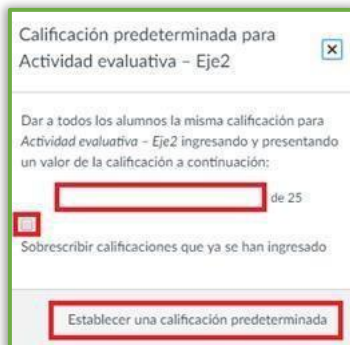 Calificación predeterminada para
Actividad evaluativa – Eje2
Dar a todos los alumnos la misma calificación para
Actividad evaluativa – Eje2 ingresando y presentando
un valor de la calificación a continuación:
de 25
Sobrescribir calificaciones que ya se han ingresado
Establecer una calificación predeterminada